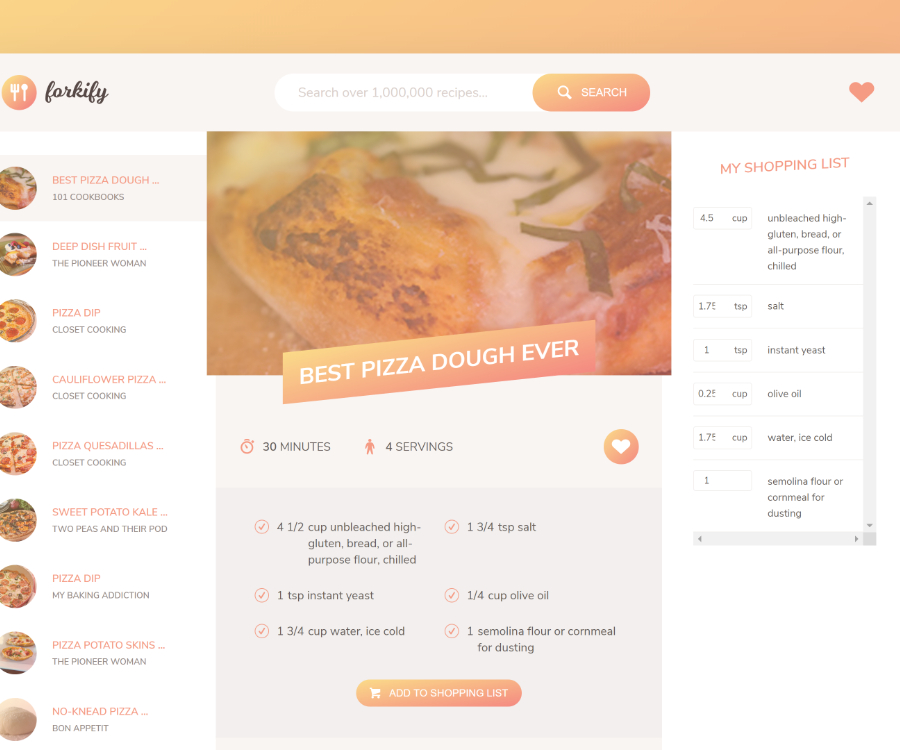 forkify
Search over 1,000,000 recipes...
SEARCH
BEST PIZZA DOUGH ...
101 COOKBOOKS
DEEP DISH FRUIT ...
THE PIONEER WOMAN
PIZZA DIP
CLOSET COOKING
CAULIFLOWER PIZZA ...
CLOSET COOKING
PIZZA QUESADILLAS ...
CLOSET COOKING
SWEET POTATO KALE ...
TWO PEAS AND THEIR POD
PIZZA DIP
MY BAKING ADDICTION
PIZZA POTATO SKINS ...
THE PIONEER WOMAN
NO-KNEAD PIZZA ...
BON APPETIT
BEST PIZZA DOUGH EVER
30 MINUTES
4 SERVINGS
4 1/2 cup unbleached high-
gluten, bread, or all-
purpose flour, chilled
1 3/4 tsp salt
1 tsp instant yeast
1/4 cup olive oil
1 3/4 cup water, ice cold
1 semolina flour or cornmeal
for dusting
ADD TO SHOPPING LIST
MY SHOPPING LIST
4.5 cup unbleached high-
gluten, bread, or
all-purpose flour,
chilled
1.75 tsp salt
1 tsp instant yeast
0.25 cup olive oil
1.75 cup water, ice cold
1 semolina flour or
cornmeal for
dusting